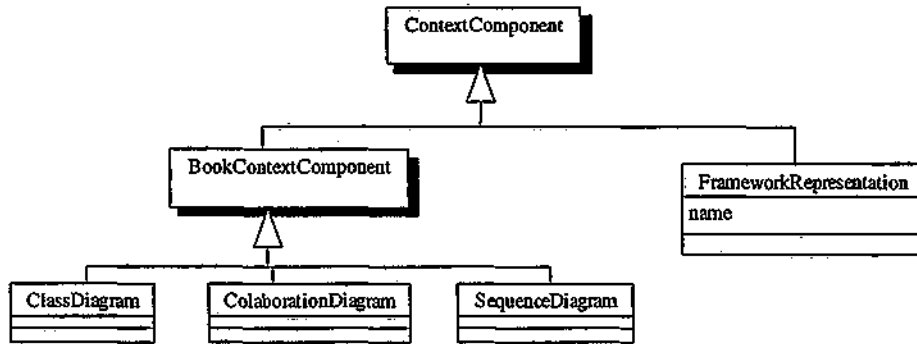 ContextComponent
BookContextComponent
FrameworkRepresentation
name
ClassDiagram
ColaborationDiagram
SequenceDiagram